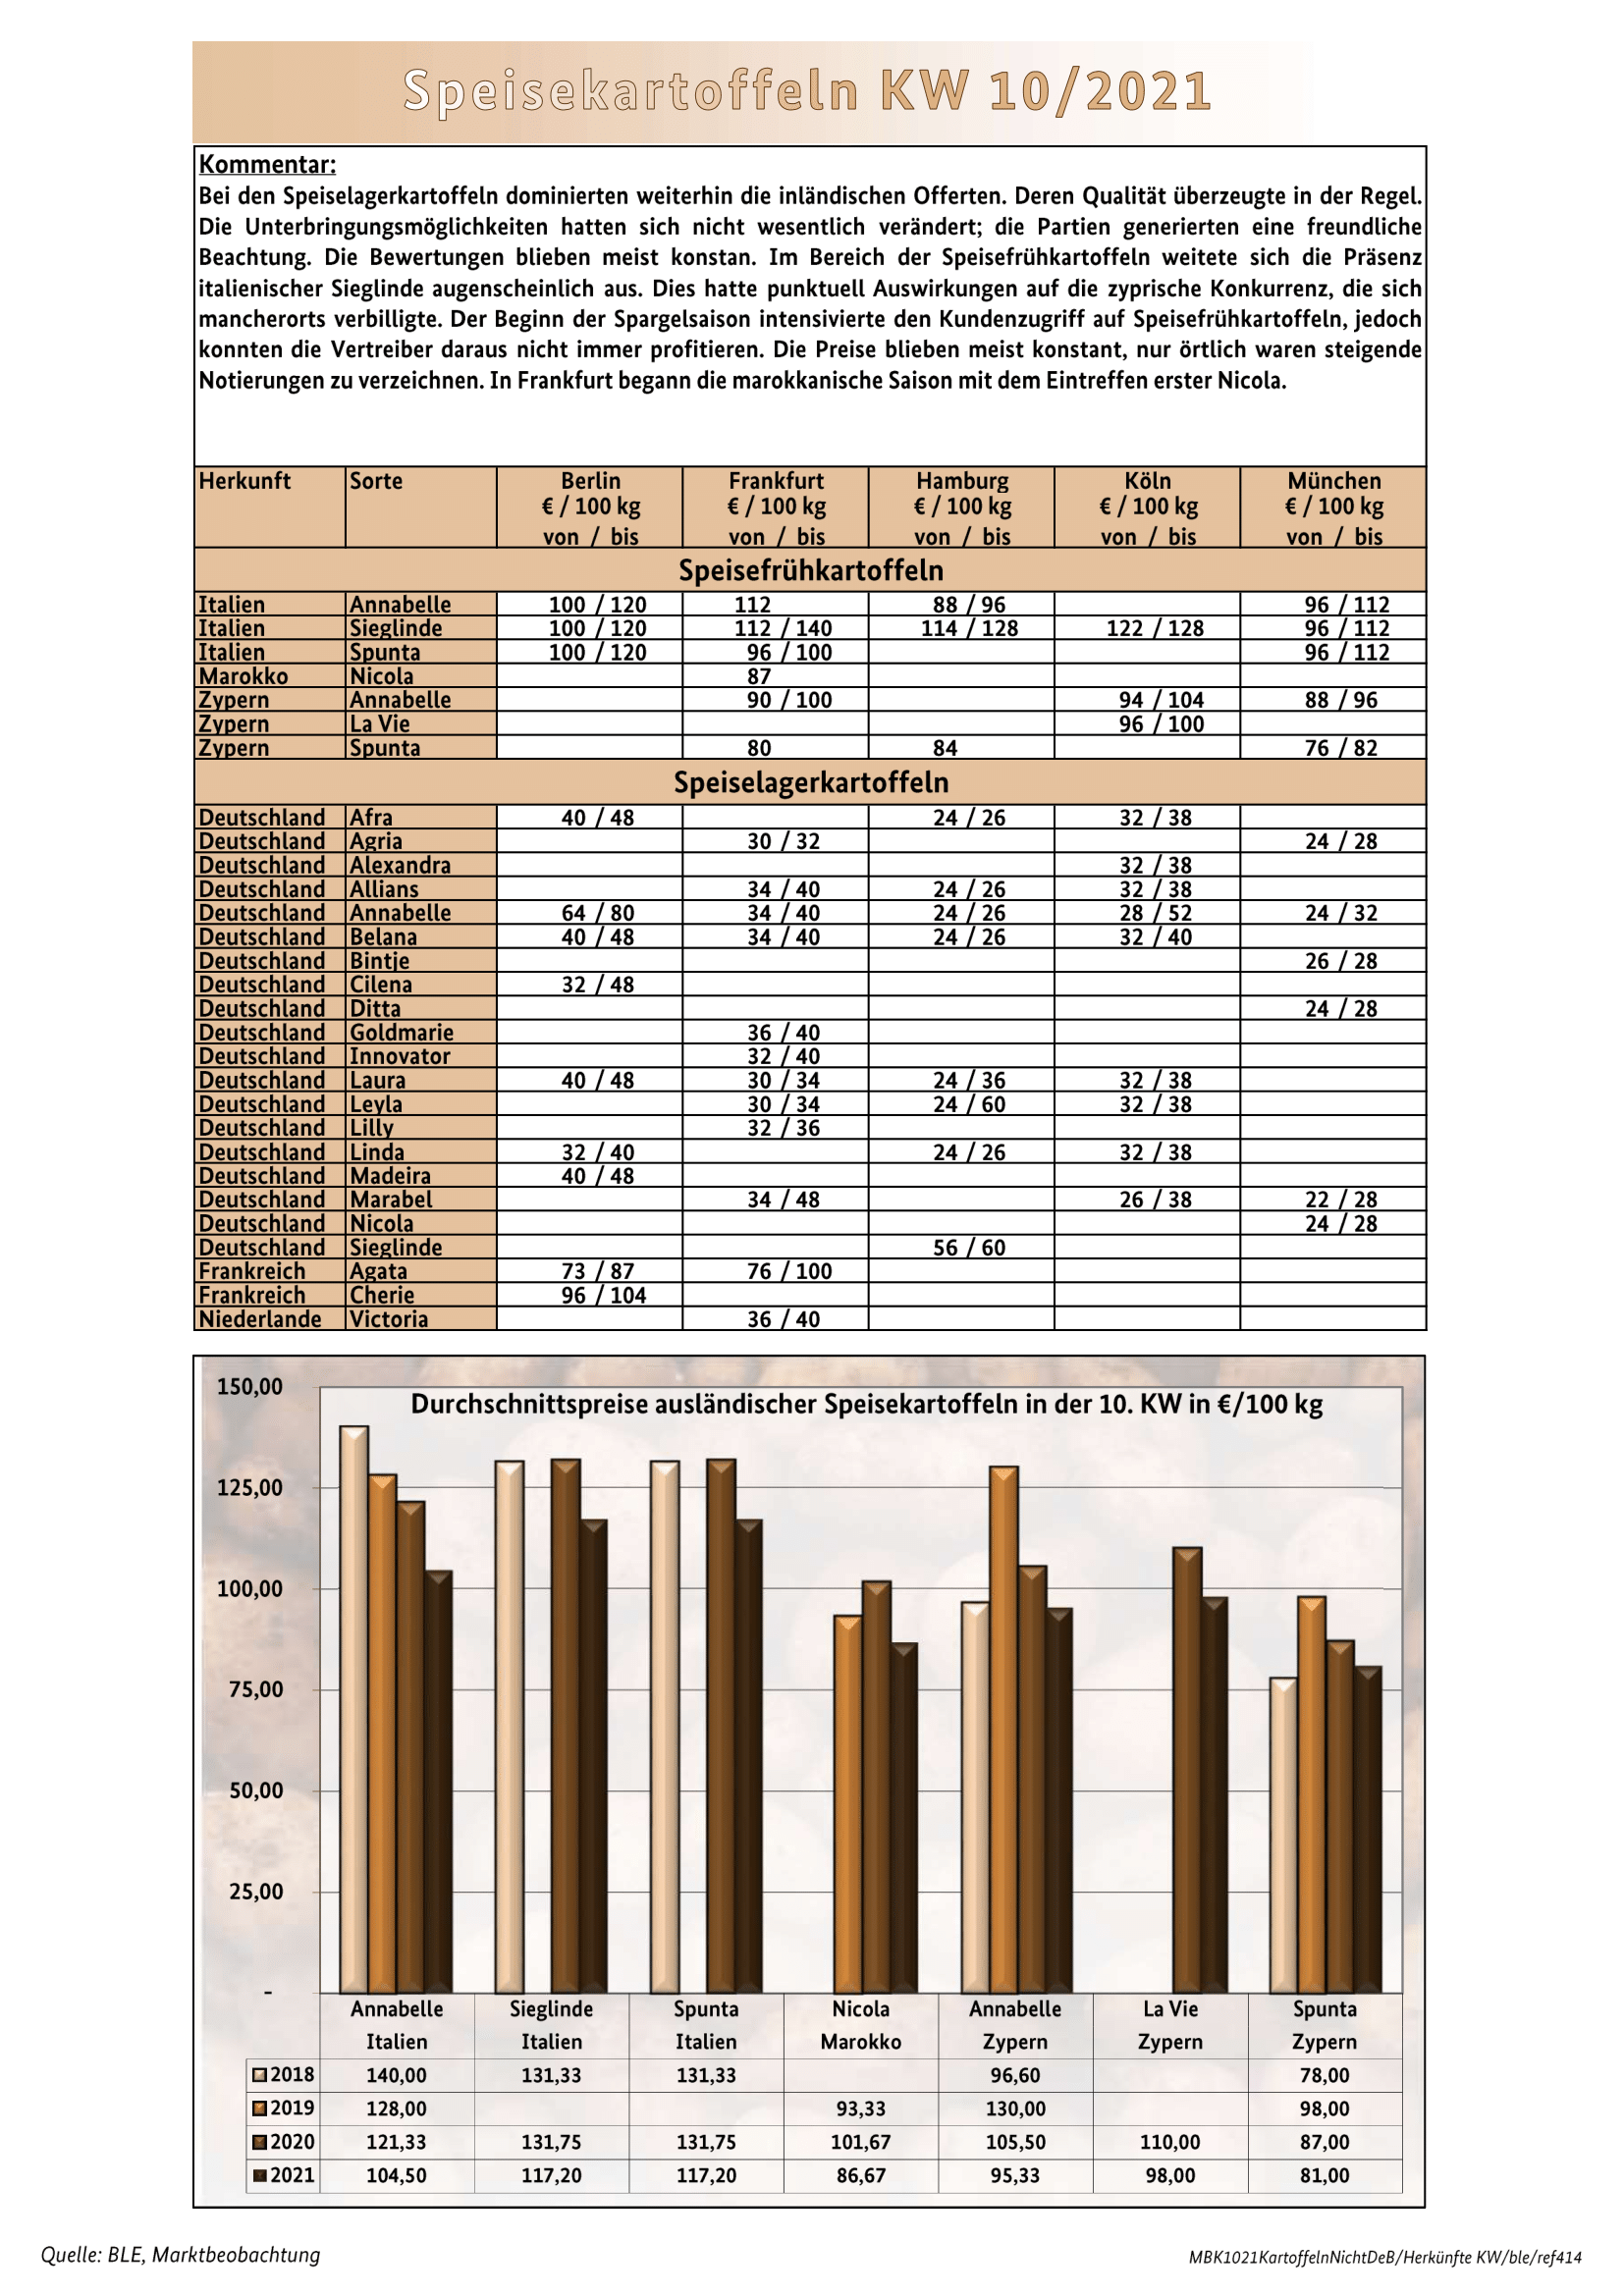 Speisekartoffeln KW 10/2021
Kommentar:
Bei den Speiselagerkartoffeln dominierten weiterhin die inländischen Offerten. Deren Qualität überzeugte in der Regel.
Die Unterbringungsmöglichkeiten hatten sich nicht wesentlich verändert; die Partien generierten eine freundliche
Beachtung. Die Bewertungen blieben meist konstan. Im Bereich der Speisefrühkartoffeln weitete sich die Präsenz
italienischer Sieglinde augenscheinlich aus. Dies hatte punktuell Auswirkungen auf die zyprische Konkurrenz, die sich
mancherorts verbilligte. Der Beginn der Spargelsaison intensivierte den Kundenzugriff auf Speisefrühkartoffeln, jedoch
konnten die Vertreiber daraus nicht immer profitieren. Die Preise blieben meist konstant, nur örtlich waren steigende
Notierungen zu verzeichnen. In Frankfurt begann die marokkanische Saison mit dem Eintreffen erster Nicola.
Herkunft Sorte Berlin Frankfurt Hamburg Köln München
€ / 100 kg € / 100 kg € / 100 kg € / 100 kg € / 100 kg
von / bis von / bis von / bis von / bis von / bis
Speisefrühkartoffeln
Italien Annabelle 100 / 120 112 88 / 96 96 / 112
Italien Sieglinde 100 / 120 112 / 140 114 / 128 122 / 128 96 / 112
Italien Spunta 100 / 120 96 / 100 96 / 112
Marokko Nicola 87
Zypern Annabelle 90 / 100 94 / 104 88 / 96
Zypern La Vie 96 / 100
Zypern Spunta 80 84 76 / 82
Speiselagerkartoffeln
Deutschland Afra 40 / 48 24 / 26 32 / 38
Deutschland Agria 30 / 32 24 / 28
Deutschland Alexandra 32 / 38
Deutschland Allians 34 / 40 24 / 26 32 / 38
Deutschland Annabelle 64 / 80 34 / 40 24 / 26 28 / 52 24 / 32
Deutschland Belana 40 / 48 34 / 40 24 / 26 32 / 40
Deutschland Bintje 26 / 28
Deutschland Cilena 32 / 48
Deutschland Ditta 24 / 28
Deutschland Goldmarie 36 / 40
Deutschland Innovator 32 / 40
Deutschland Laura 40 / 48 30 / 34 24 / 36 32 / 38
Deutschland Leyla 30 / 34 24 / 60 32 / 38
Deutschland Lilly 32 / 36
Deutschland Linda 32 / 40 24 / 26 32 / 38
Deutschland Madeira 40 / 48
Deutschland Marabel 34 / 48 26 / 38 22 / 28
Deutschland Nicola 24 / 28
Deutschland Sieglinde 56 / 60
Frankreich Agata 73 / 87 76 / 100
Frankreich Cherie 96 / 104
Niederlande Victoria 36 / 40
Durchschnittspreise ausländischer Speisekartoffeln in der 10. KW in €/100 kg
150,00
125,00
100,00
75,00
50,00
25,00
-
Annabelle Sieglinde Spunta Nicola Annabelle La Vie Spunta
Italien Italien Italien Marokko Zypern Zypern Zypern
2018 140,00 131,33 131,33 96,60 78,00
2019 128,00 93,33 130,00 98,00
2020 121,33 131,75 131,75 101,67 105,50 110,00 87,00
2021 104,50 117,20 117,20 86,67 95,33 98,00 81,00
Quelle: BLE, Marktbeobachtung
MBK1021KartoffelnNichtDeB/Herkünfte KW/ble/ref414